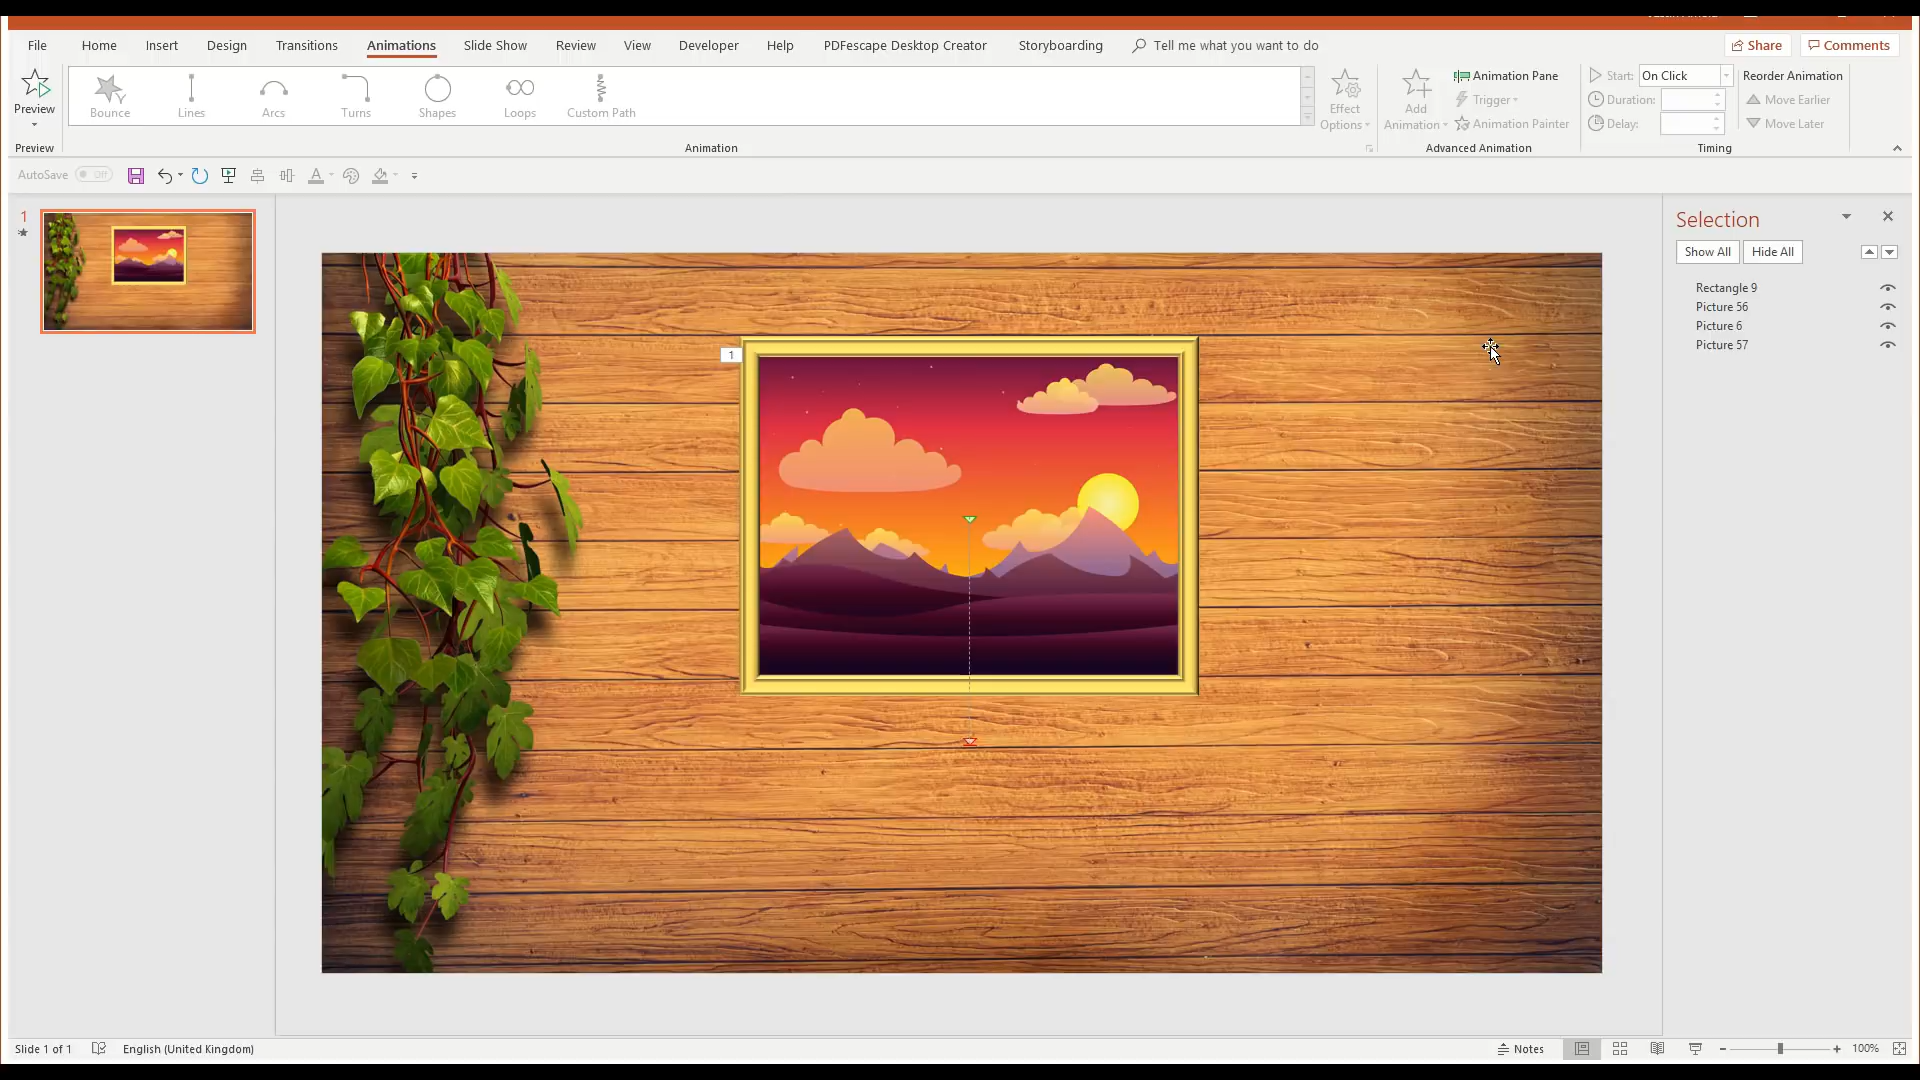 File Home Insert Design Transitions Animations Slide Show Review View Developer Help PDFescape Desktop Creator Storyboarding Tell me what you want to do Share Comments
Preview
Bounce Lines Arcs Turns Shapes Loops Custom Path
Effect Options
Add Animation
Animation Pane
Trigger
Animation Painter
Start: On Click
Duration:
Delay:
Reorder Animation
Move Earlier
Move Later
Preview Animation Advanced Animation Timing
AutoSave Off
1
Selection
Show All Hide All
Rectangle 9
Picture 56
Picture 6
Picture 57
1
Slide 1 of 1 English (United Kingdom) Notes 100%